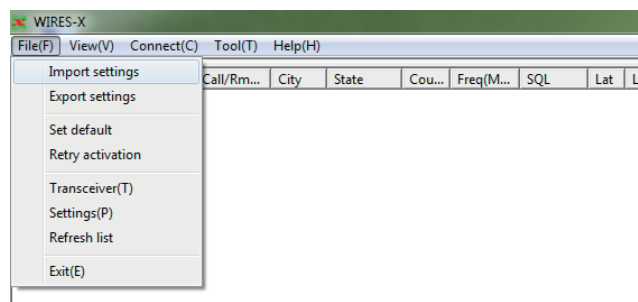 WIRES-X
File(F) View(V) Connect(C) Tool(T) Help(H)
Call/Rm... City State Cou... Freq(M... SQL Lat L
Import settings
Export settings
Set default
Retry activation
Transceiver(T)
Settings(P)
Refresh list
Exit(E)